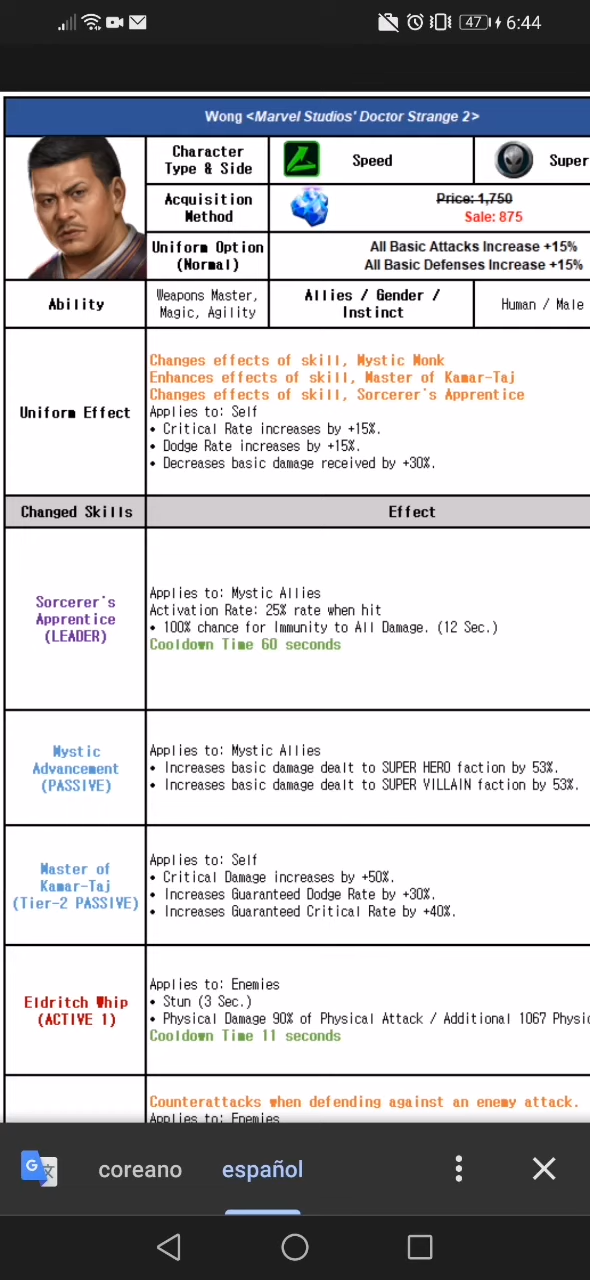 47 6:44
Wong <Marvel Studios' Doctor Strange 2>
Character
Type & Side
Speed
Super
Acquisition
Method
Price: 1,750
Sale: 875
Uniform Option
(Normal)
All Basic Attacks Increase +15%
All Basic Defenses Increase +15%
Ability
Weapons Master,
Magic, Agility
Allies / Gender /
Instinct
Human / Male
Uniform Effect
Changes effects of skill, Mystic Monk
Enhances effects of skill, Master of Kamar-Taj
Changes effects of skill, Sorcerer's Apprentice
Applies to: Self
• Critical Rate increases by +15%.
• Dodge Rate increases by +15%.
• Decreases basic damage received by +30%.
Changed Skills
Effect
Sorcerer's
Apprentice
(LEADER)
Applies to: Mystic Allies
Activation Rate: 25% rate when hit
• 100% chance for Immunity to All Damage. (12 Sec.)
Cooldown Time 60 seconds
Mystic
Advancement
(PASSIVE)
Applies to: Mystic Allies
• Increases basic damage dealt to SUPER HERO faction by 53%.
• Increases basic damage dealt to SUPER VILLAIN faction by 53%.
Master of
Kamar-Taj
(Tier-2 PASSIVE)
Applies to: Self
• Critical Damage increases by +50%.
• Increases Guaranteed Dodge Rate by +30%.
• Increases Guaranteed Critical Rate by +40%.
Eldritch Whip
(ACTIVE 1)
Applies to: Enemies
• Stun (3 Sec.)
• Physical Damage 90% of Physical Attack / Additional 1067 Physic
Cooldown Time 11 seconds
Counterattacks when defending against an enemy attack.
Applies to: Enemies
coreano español